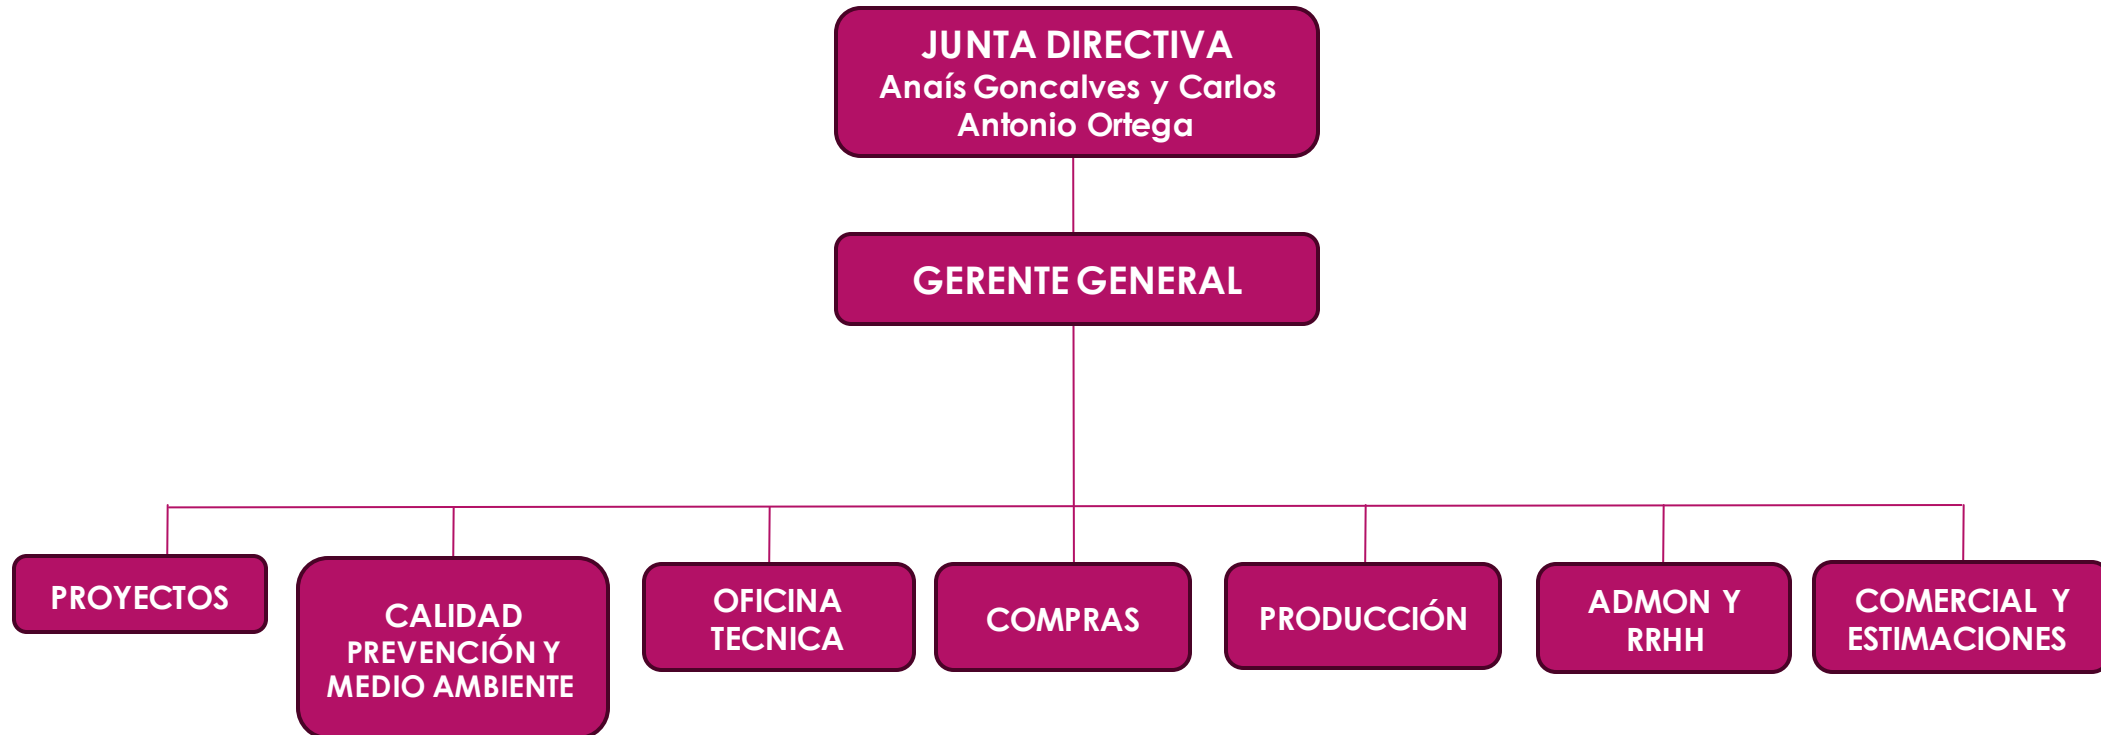 JUNTA DIRECTIVA
Anaís Goncalves y Carlos
Antonio Ortega
GERENTE GENERAL
PROYECTOS
CALIDAD
PREVENCIÓN Y
MEDIO AMBIENTE
OFICINA
TECNICA
COMPRAS
PRODUCCIÓN
ADMON Y
RRHH
COMERCIAL Y
ESTIMACIONES